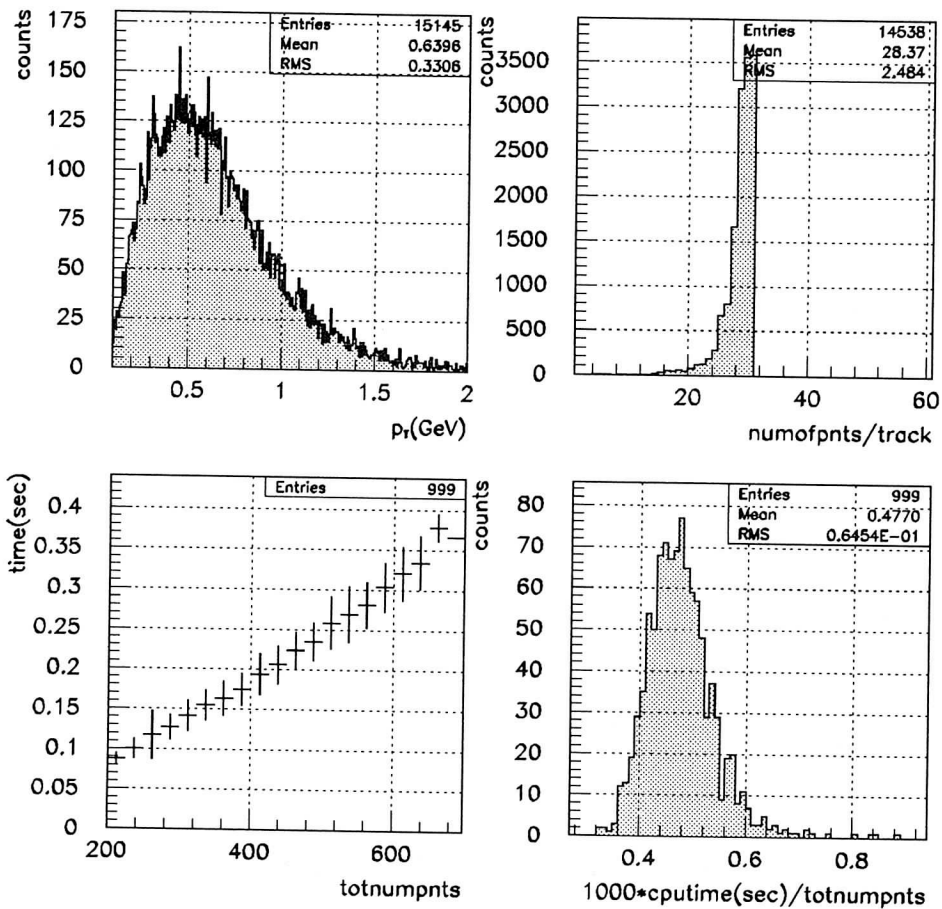 counts
175
150
125
100
75
50
25
0
Entries 15145
Mean 0.6396
RMS 0.3306
0.5 1 1.5 2
pT(GeV)
counts
3500
3000
2500
2000
1500
1000
500
0
Entries 14538
Mean 28.37
RMS 2.484
20 40 60
numofpnts/track
time(sec)
0.4
0.35
0.3
0.25
0.2
0.15
0.1
0.05
0
Entries 999
200 400 600
totnumpnts
counts
80
70
60
50
40
30
20
10
0
Entries 999
Mean 0.4770
RMS 0.6454E-01
0.4 0.6 0.8
1000*cputime(sec)/totnumpnts